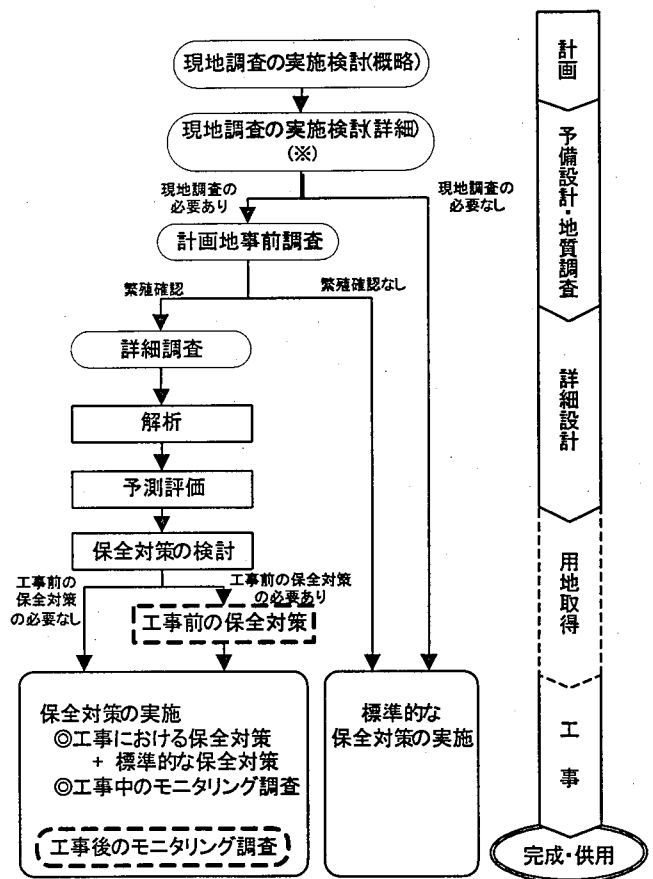 現地調査の実施検討(概略)
現地調査の実施検討(詳細)
(※)
現地調査の
必要あり
現地調査の
必要なし
計画地事前調査
繁殖確認
繁殖確認なし
詳細調査
解析
予測評価
保全対策の検討
工事前の
保全対策
の必要なし
工事前の保全対策
の必要あり
工事前の保全対策
保全対策の実施
◎工事における保全対策
+ 標準的な保全対策
◎工事中のモニタリング調査
工事後のモニタリング調査
標準的な
保全対策の実施
計画
予備設計・地質調査
詳細設計
用地取得
工事
完成・供用